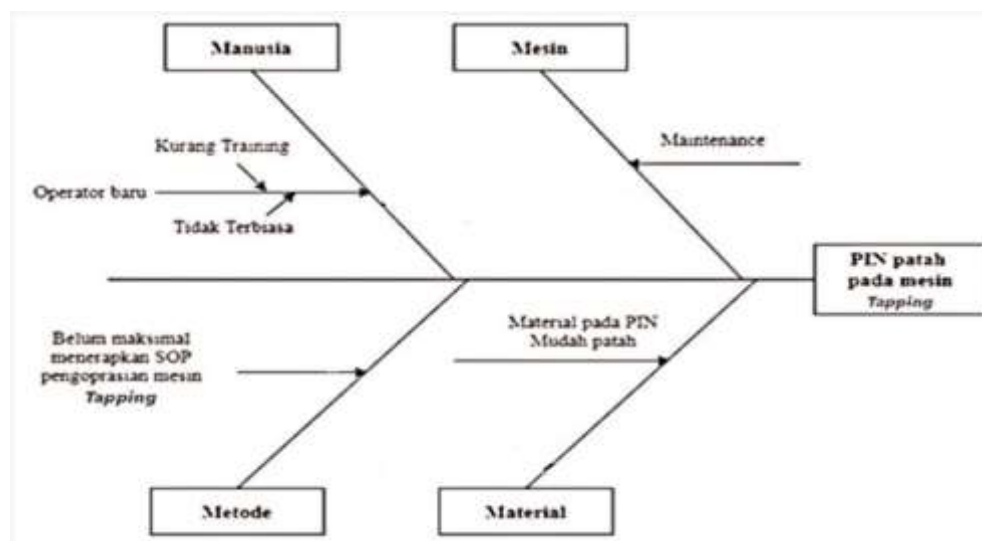 Manusia
Mesin
Kurang Training
Maintenance
Operator baru
Tidak Terbiasa
PIN patah
pada mesin
Tapping
Belum maksimal
menerapkan SOP
pengoprasian mesin
Tapping
Material pada PIN
Mudah patah
Metode
Material